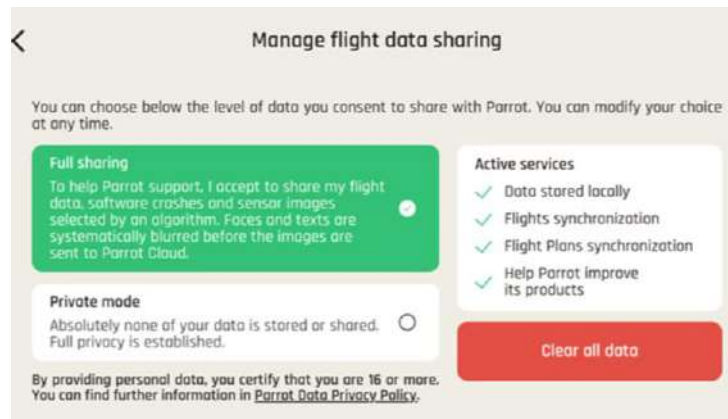 Manage flight data sharing
You can choose below the level of data you consent to share with Parrot. You can modify your choice
at any time.
Full sharing
To help Parrot support, I accept to share my flight
data, software crashes and sensor images
selected by an algorithm. Faces and texts are
systematically blurred before the images are
sent to Parrot Cloud.
Private mode
Absolutely none of your data is stored or shared.
Full privacy is established.
By providing personal data, you certify that you are 16 or more.
You can find further information in Parrot Data Privacy Policy.
Active services
Data stored locally
Flights synchronization
Flight Plans synchronization
Help Parrot improve
its products
Clear all data